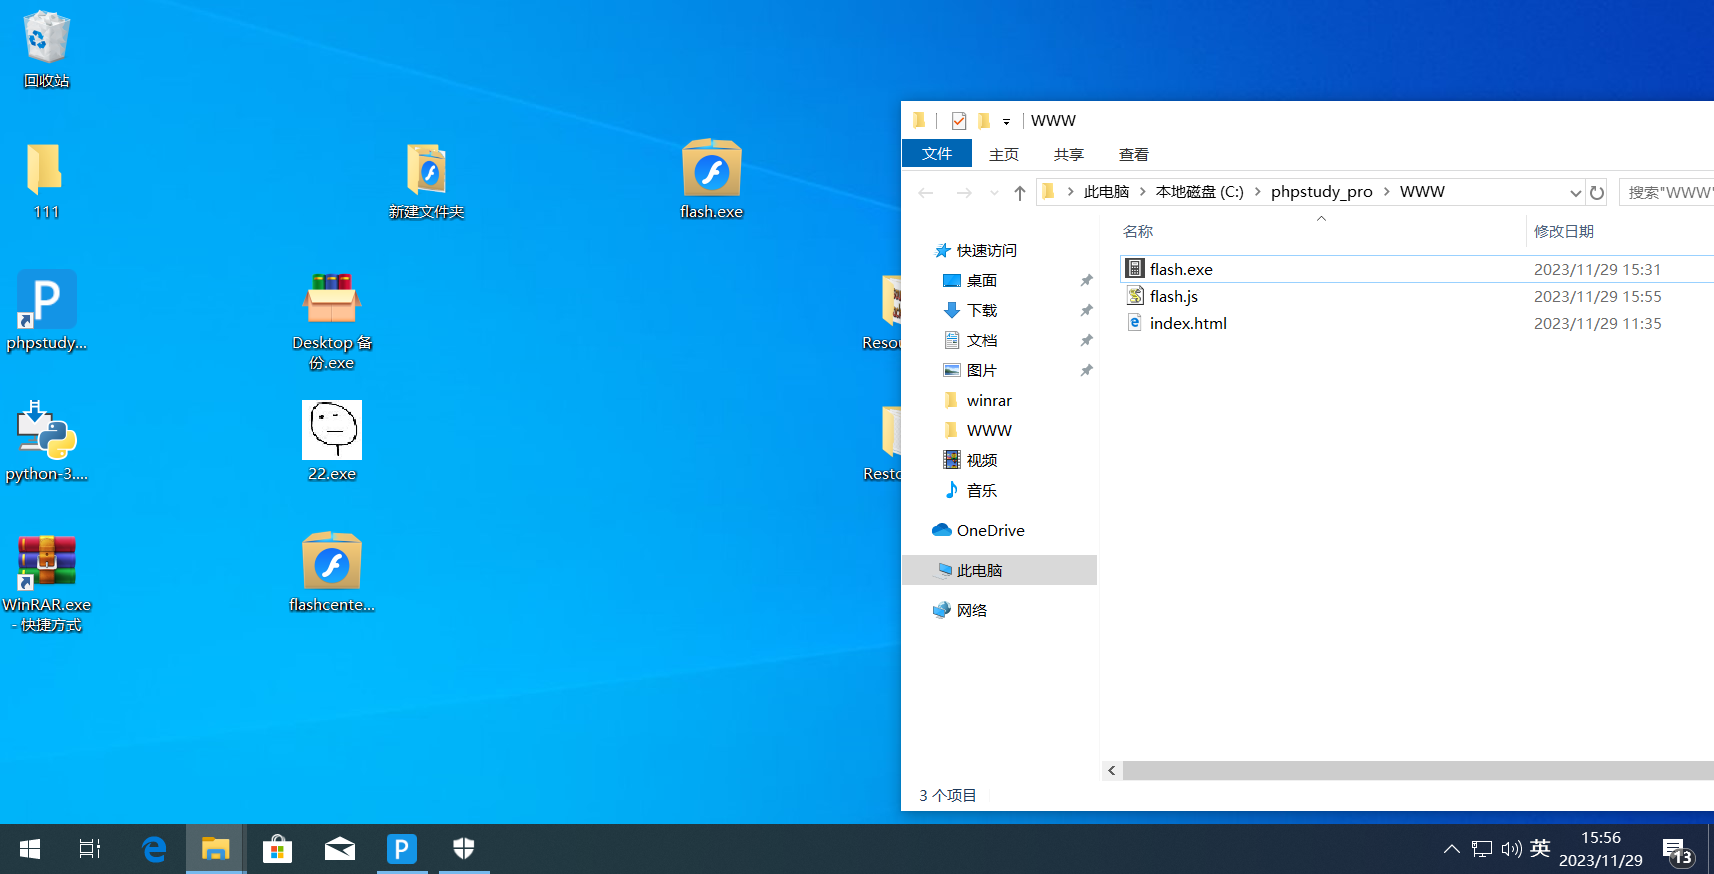 回收站
111
新建文件夹
flash.exe
phpstudy...
Desktop 备
份.exe
Resou
python-3....
22.exe
Resto
WinRAR.exe
- 快捷方式
flashcente...
WWW
文件
主页
共享
查看
此电脑
本地磁盘 (C:)
phpstudy_pro
WWW
搜索"WWW"
名称
修改日期
快速访问
桌面
下载
文档
图片
winrar
WWW
视频
音乐
OneDrive
此电脑
网络
flash.exe
2023/11/29 15:31
flash.js
2023/11/29 15:55
index.html
2023/11/29 11:35
3 个项目
英
15:56
2023/11/29
13